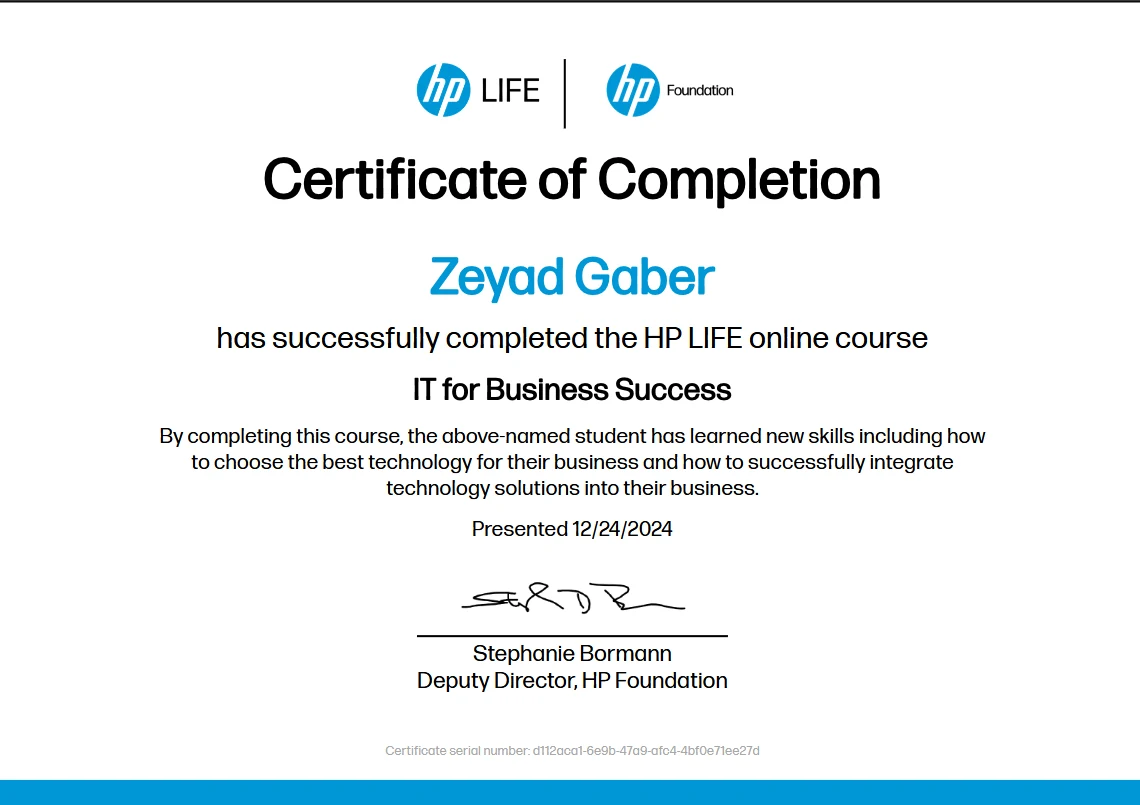 hp LIFE hp Foundation
Certificate of Completion
Zeyad Gaber
has successfully completed the HP LIFE online course
IT for Business Success
By completing this course, the above-named student has learned new skills including how
to choose the best technology for their business and how to successfully integrate
technology solutions into their business.
Presented 12/24/2024
Stephanie Bormann
Deputy Director, HP Foundation
Certificate serial number: d112aca1-6e9b-47a9-afc4-4bf0e71ee27d